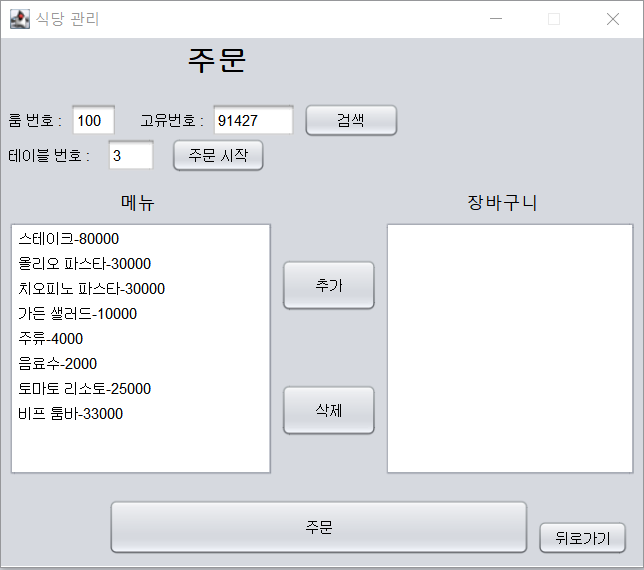 식당 관리
주문
룸 번호 : 100 고유번호 : 91427 검색
테이블 번호 : 3 주문 시작
메뉴 장바구니
스테이크-80000
올리오 파스타-30000
치오피노 파스타-30000
가든 샐러드-10000
주류-4000
음료수-2000
토마토 리소토-25000
비프 룸바-33000
추가
삭제
주문 뒤로가기